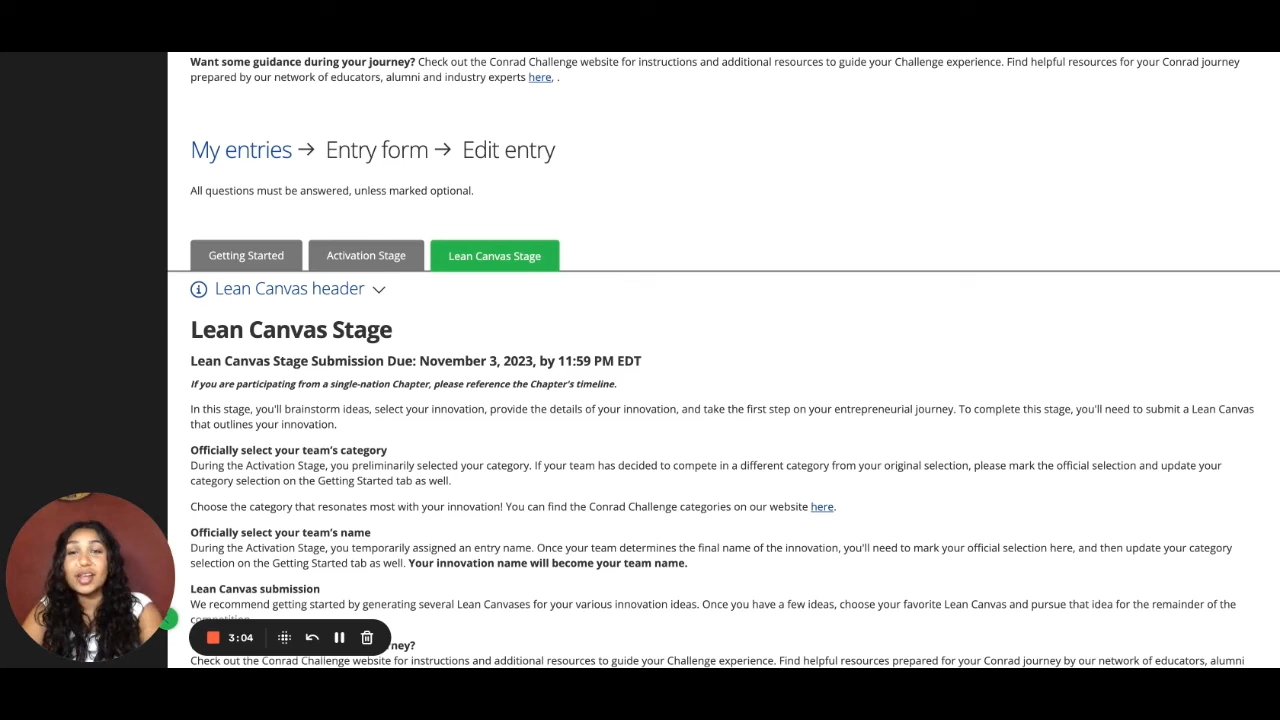 Want some guidance during your journey? Check out the Conrad Challenge website for instructions and additional resources to guide your Challenge experience. Find helpful resources for your Conrad journey
prepared by our network of educators, alumni and industry experts here, .
My entries → Entry form → Edit entry
All questions must be answered, unless marked optional.
Getting Started Activation Stage Lean Canvas Stage
Lean Canvas header
Lean Canvas Stage
Lean Canvas Stage Submission Due: November 3, 2023, by 11:59 PM EDT
If you are participating from a single-nation Chapter, please reference the Chapter's timeline.
In this stage, you'll brainstorm ideas, select your innovation, provide the details of your innovation, and take the first step on your entrepreneurial journey. To complete this stage, you'll need to submit a Lean Canvas
that outlines your innovation.
Officially select your team's category
During the Activation Stage, you preliminarily selected your category. If your team has decided to compete in a different category from your original selection, please mark the official selection and update your
category selection on the Getting Started tab as well.
Choose the category that resonates most with your innovation! You can find the Conrad Challenge categories on our website here.
Officially select your team's name
During the Activation Stage, you temporarily assigned an entry name. Once your team determines the final name of the innovation, you'll need to mark your official selection here, and then update your category
selection on the Getting Started tab as well. Your innovation name will become your team name.
Lean Canvas submission
We recommend getting started by generating several Lean Canvases for your various innovation ideas. Once you have a few ideas, choose your favorite Lean Canvas and pursue that idea for the remainder of the
3:04
ney?
Check out the Conrad Challenge website for instructions and additional resources to guide your Challenge experience. Find helpful resources prepared for your Conrad journey by our network of educators, alumni